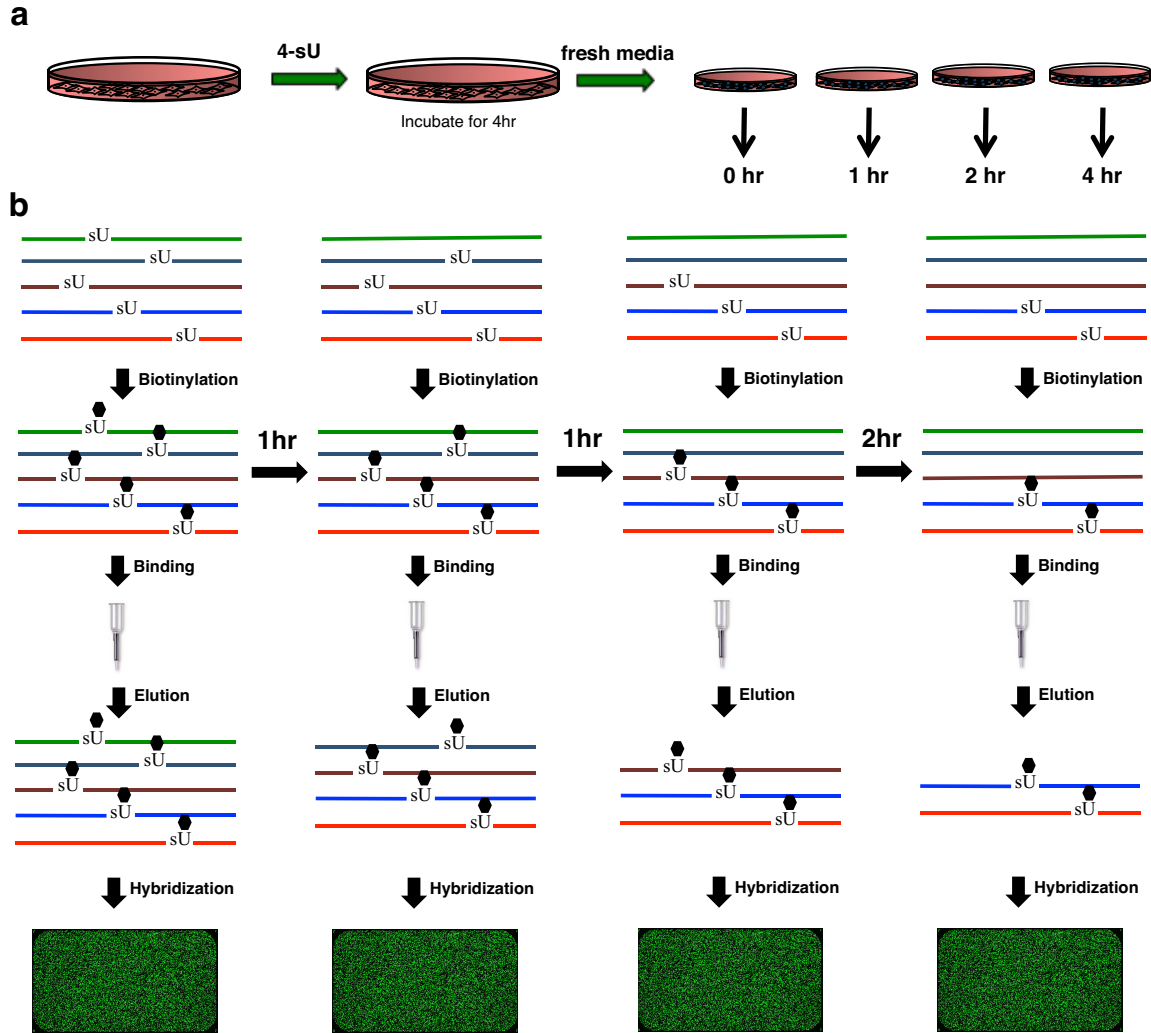 a
4-sU
fresh media
Incubate for 4hr
0 hr
1 hr
2 hr
4 hr
b
sU
sU
sU
sU
sU
sU
sU
sU
sU
sU
sU
sU
sU
sU
Biotinylation
Biotinylation
Biotinylation
Biotinylation
sU
sU
sU
sU
sU
1hr
sU
sU
sU
sU
1hr
sU
sU
sU
2hr
sU
sU
Binding
Binding
Binding
Binding
Elution
Elution
Elution
Elution
sU
sU
sU
sU
sU
sU
sU
sU
sU
sU
sU
sU
sU
sU
Hybridization
Hybridization
Hybridization
Hybridization